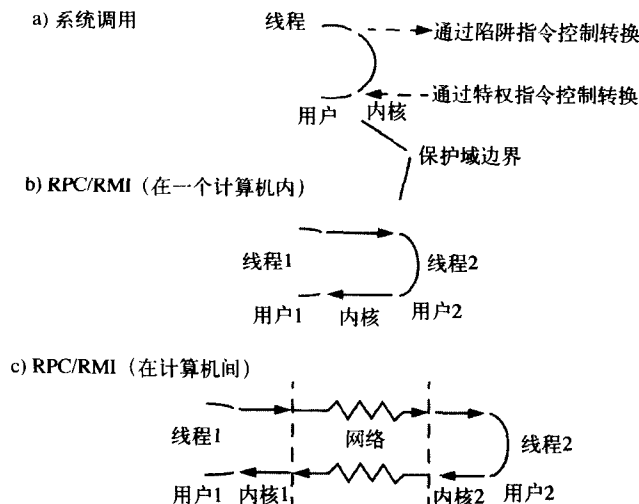 a) 系统调用
线程
通过陷阱指令控制转换
通过特权指令控制转换
用户
内核
保护域边界
b) RPC/RMI（在一个计算机内）
线程1
线程2
用户1
内核
用户2
c) RPC/RMI（在计算机间）
线程1
网络
线程2
用户1
内核1
内核2
用户2